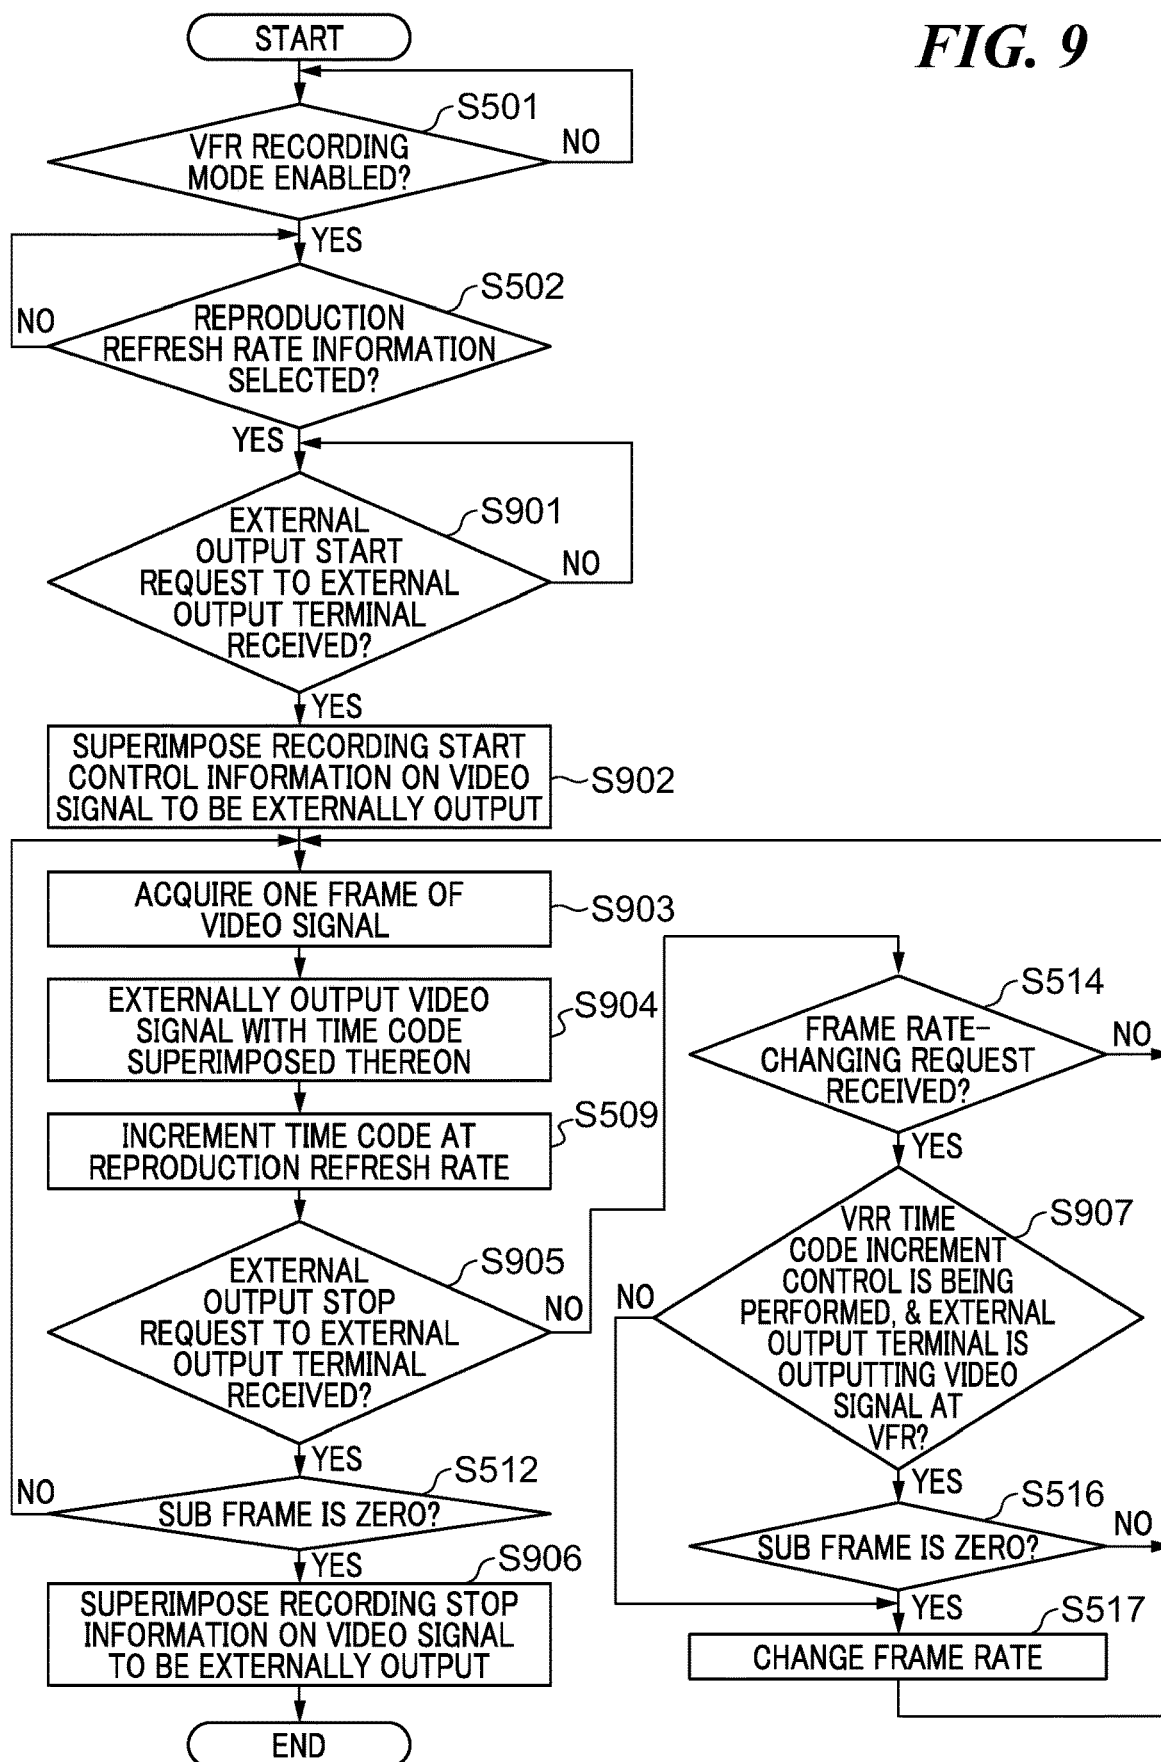 FIG. 9
START
S501
VFR RECORDING
MODE ENABLED?
NO
YES
S502
REPRODUCTION
REFRESH RATE INFORMATION
SELECTED?
NO
YES
S901
EXTERNAL
OUTPUT START
REQUEST TO EXTERNAL
OUTPUT TERMINAL
RECEIVED?
NO
YES
SUPERIMPOSE RECORDING START
CONTROL INFORMATION ON VIDEO
SIGNAL TO BE EXTERNALLY OUTPUT
S902
ACQUIRE ONE FRAME OF
VIDEO SIGNAL
S903
EXTERNALLY OUTPUT VIDEO
SIGNAL WITH TIME CODE
SUPERIMPOSED THEREON
S904
INCREMENT TIME CODE AT
REPRODUCTION REFRESH RATE
S509
S905
EXTERNAL
OUTPUT STOP
REQUEST TO EXTERNAL
OUTPUT TERMINAL
RECEIVED?
NO
YES
S512
SUB FRAME IS ZERO?
NO
YES
S906
SUPERIMPOSE RECORDING STOP
INFORMATION ON VIDEO SIGNAL
TO BE EXTERNALLY OUTPUT
END
S514
FRAME RATE-
CHANGING REQUEST
RECEIVED?
NO
YES
S907
VRR TIME
CODE INCREMENT
CONTROL IS BEING
PERFORMED, & EXTERNAL
OUTPUT TERMINAL IS
OUTPUTTING VIDEO
SIGNAL AT
VFR?
NO
YES
S516
SUB FRAME IS ZERO?
NO
YES
S517
CHANGE FRAME RATE